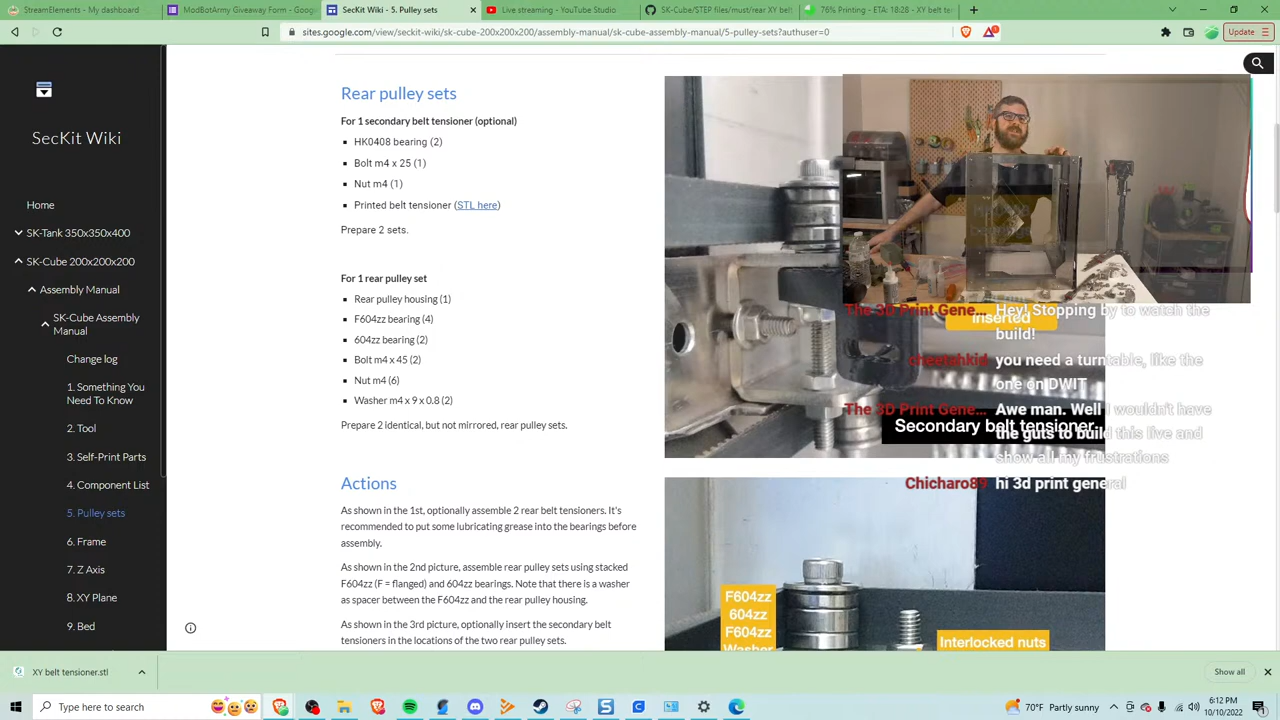 StreamElements
ModBotArmy Giveaway Form - Goog
SecKit Wiki - 5. Pulley sets
Live streaming - YouTube Studio
SK-Cube/STEP files/must/rear xy belt
76% Printing - ETA: 18:28 - XY belt ten
sites.google.com/view/seckit-wiki/sk-cube-200x200x200/assembly-manual/sk-cube-assembly-manual/5-pulley-sets?authuser=0
Update
SecKit Wiki
Home
SK-Tank 350x350x400
SK-Cube 200x200x200
Assembly Manual
SK-Cube Assembly
Manual
Change log
1. Something You
Need To Know
2. Tool
3. Self-Print Parts
4. Component List
5. Pulley sets
6. Frame
7. Z Axis
8. XY Plane
9. Bed
Rear pulley sets
For 1 secondary belt tensioner (optional)
HK0408 bearing (2)
Bolt m4 x 25 (1)
Nut m4 (1)
Printed belt tensioner (STL here)
Prepare 2 sets.
For 1 rear pulley set
Rear pulley housing (1)
F604zz bearing (4)
604zz bearing (2)
Bolt m4 x 45 (2)
Nut m4 (6)
Washer m4 x 9 x 0.8 (2)
Prepare 2 identical, but not mirrored, rear pulley sets.
Actions
As shown in the 1st, optionally assemble 2 rear belt tensioners. It's
recommended to put some lubricating grease into the bearings before
assembly.
As shown in the 2nd picture, assemble rear pulley sets using stacked
F604zz (F = flanged) and 604zz bearings. Note that there is a washer
as spacer between the F604zz and the rear pulley housing.
As shown in the 3rd picture, optionally insert the secondary belt
tensioners in the locations of the two rear pulley sets.
inserted
The 3D Print Gene... Hey! Stopping by to watch the
build!
cheetahkid you need a turntable, like the
one on DWIT
The 3D Print Gene... Awe man. Well I wouldn't have
the guts to build this live and
show all my frustrations
Chicharo89 hi 3d print general
Secondary belt tensioner
F604zz
604zz
F604zz
Washer
Interlocked nuts
XY belt tensioner.stl
Show all
Type here to search
70°F Partly sunny
6:12 PM
10/10/2022